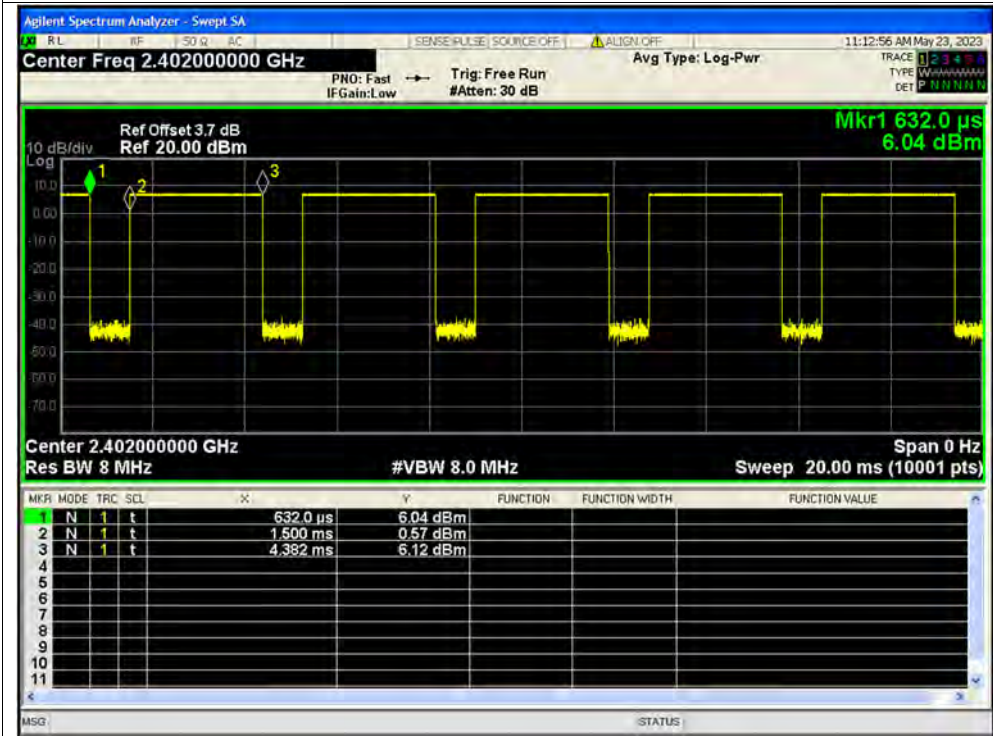 Agilent Spectrum Analyzer - Swept SA
RL RF 50 Ω AC SENSE:PULSE SOURCE OFF ALIGN OFF 11:12:56 AM May 23, 2023
Center Freq 2.402000000 GHz
PNO: Fast
IFGain:Low
Trig: Free Run
#Atten: 30 dB
Avg Type: Log-Pwr
TRACE 1 2 3 4 5 6
TYPE W
DET P N N N N N
Mkr1 632.0 µs
6.04 dBm
Ref Offset 3.7 dB
10 dB/div Ref 20.00 dBm
Log
1
2
3
10.0
0.00
-10.0
-20.0
-30.0
-40.0
-50.0
-60.0
-70.0
Center 2.402000000 GHz Span 0 Hz
Res BW 8 MHz #VBW 8.0 MHz Sweep 20.00 ms (10001 pts)
MKR MODE TRC SCL X Y FUNCTION FUNCTION WIDTH FUNCTION VALUE
1 N 1 t 632.0 µs 6.04 dBm
2 N 1 t 1.500 ms 0.57 dBm
3 N 1 t 4.382 ms 6.12 dBm
4
5
6
7
8
9
10
11
MSG STATUS